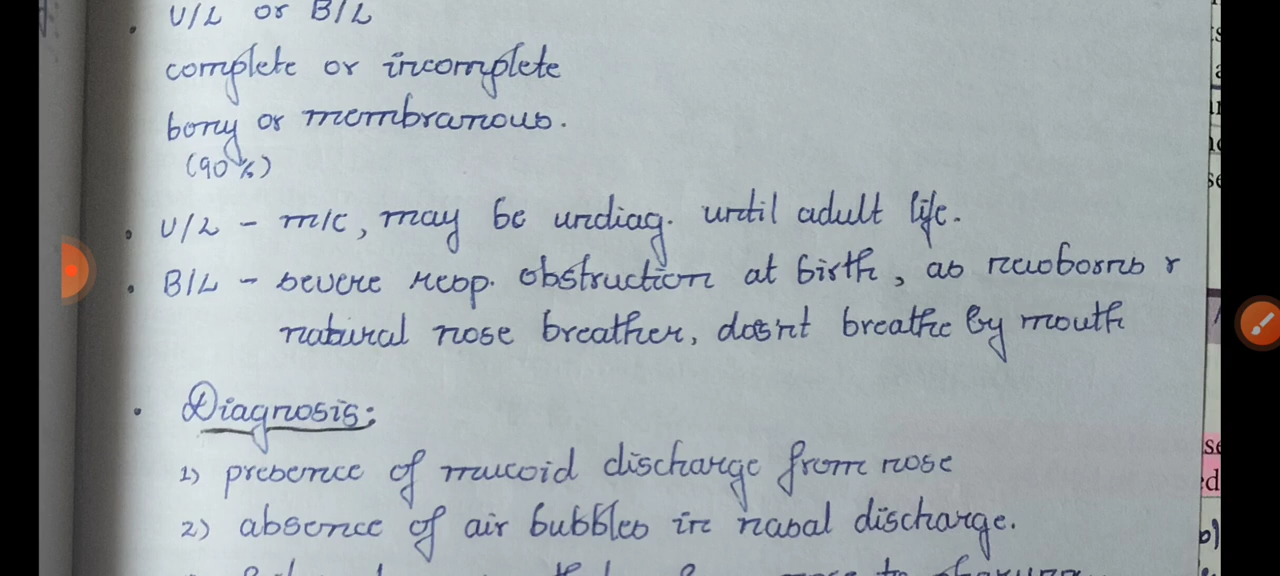 • U/L or B/L
complete or incomplete
bony or membranous.
(90%)
• U/L - m/c, may be undiag. until adult life.
• B/L - severe resp. obstruction at birth, as newborns r
natural nose breather, doesn't breathe by mouth
• Diagnosis:
1) presence of mucoid discharge from nose
2) absence of air bubbles in nasal discharge.